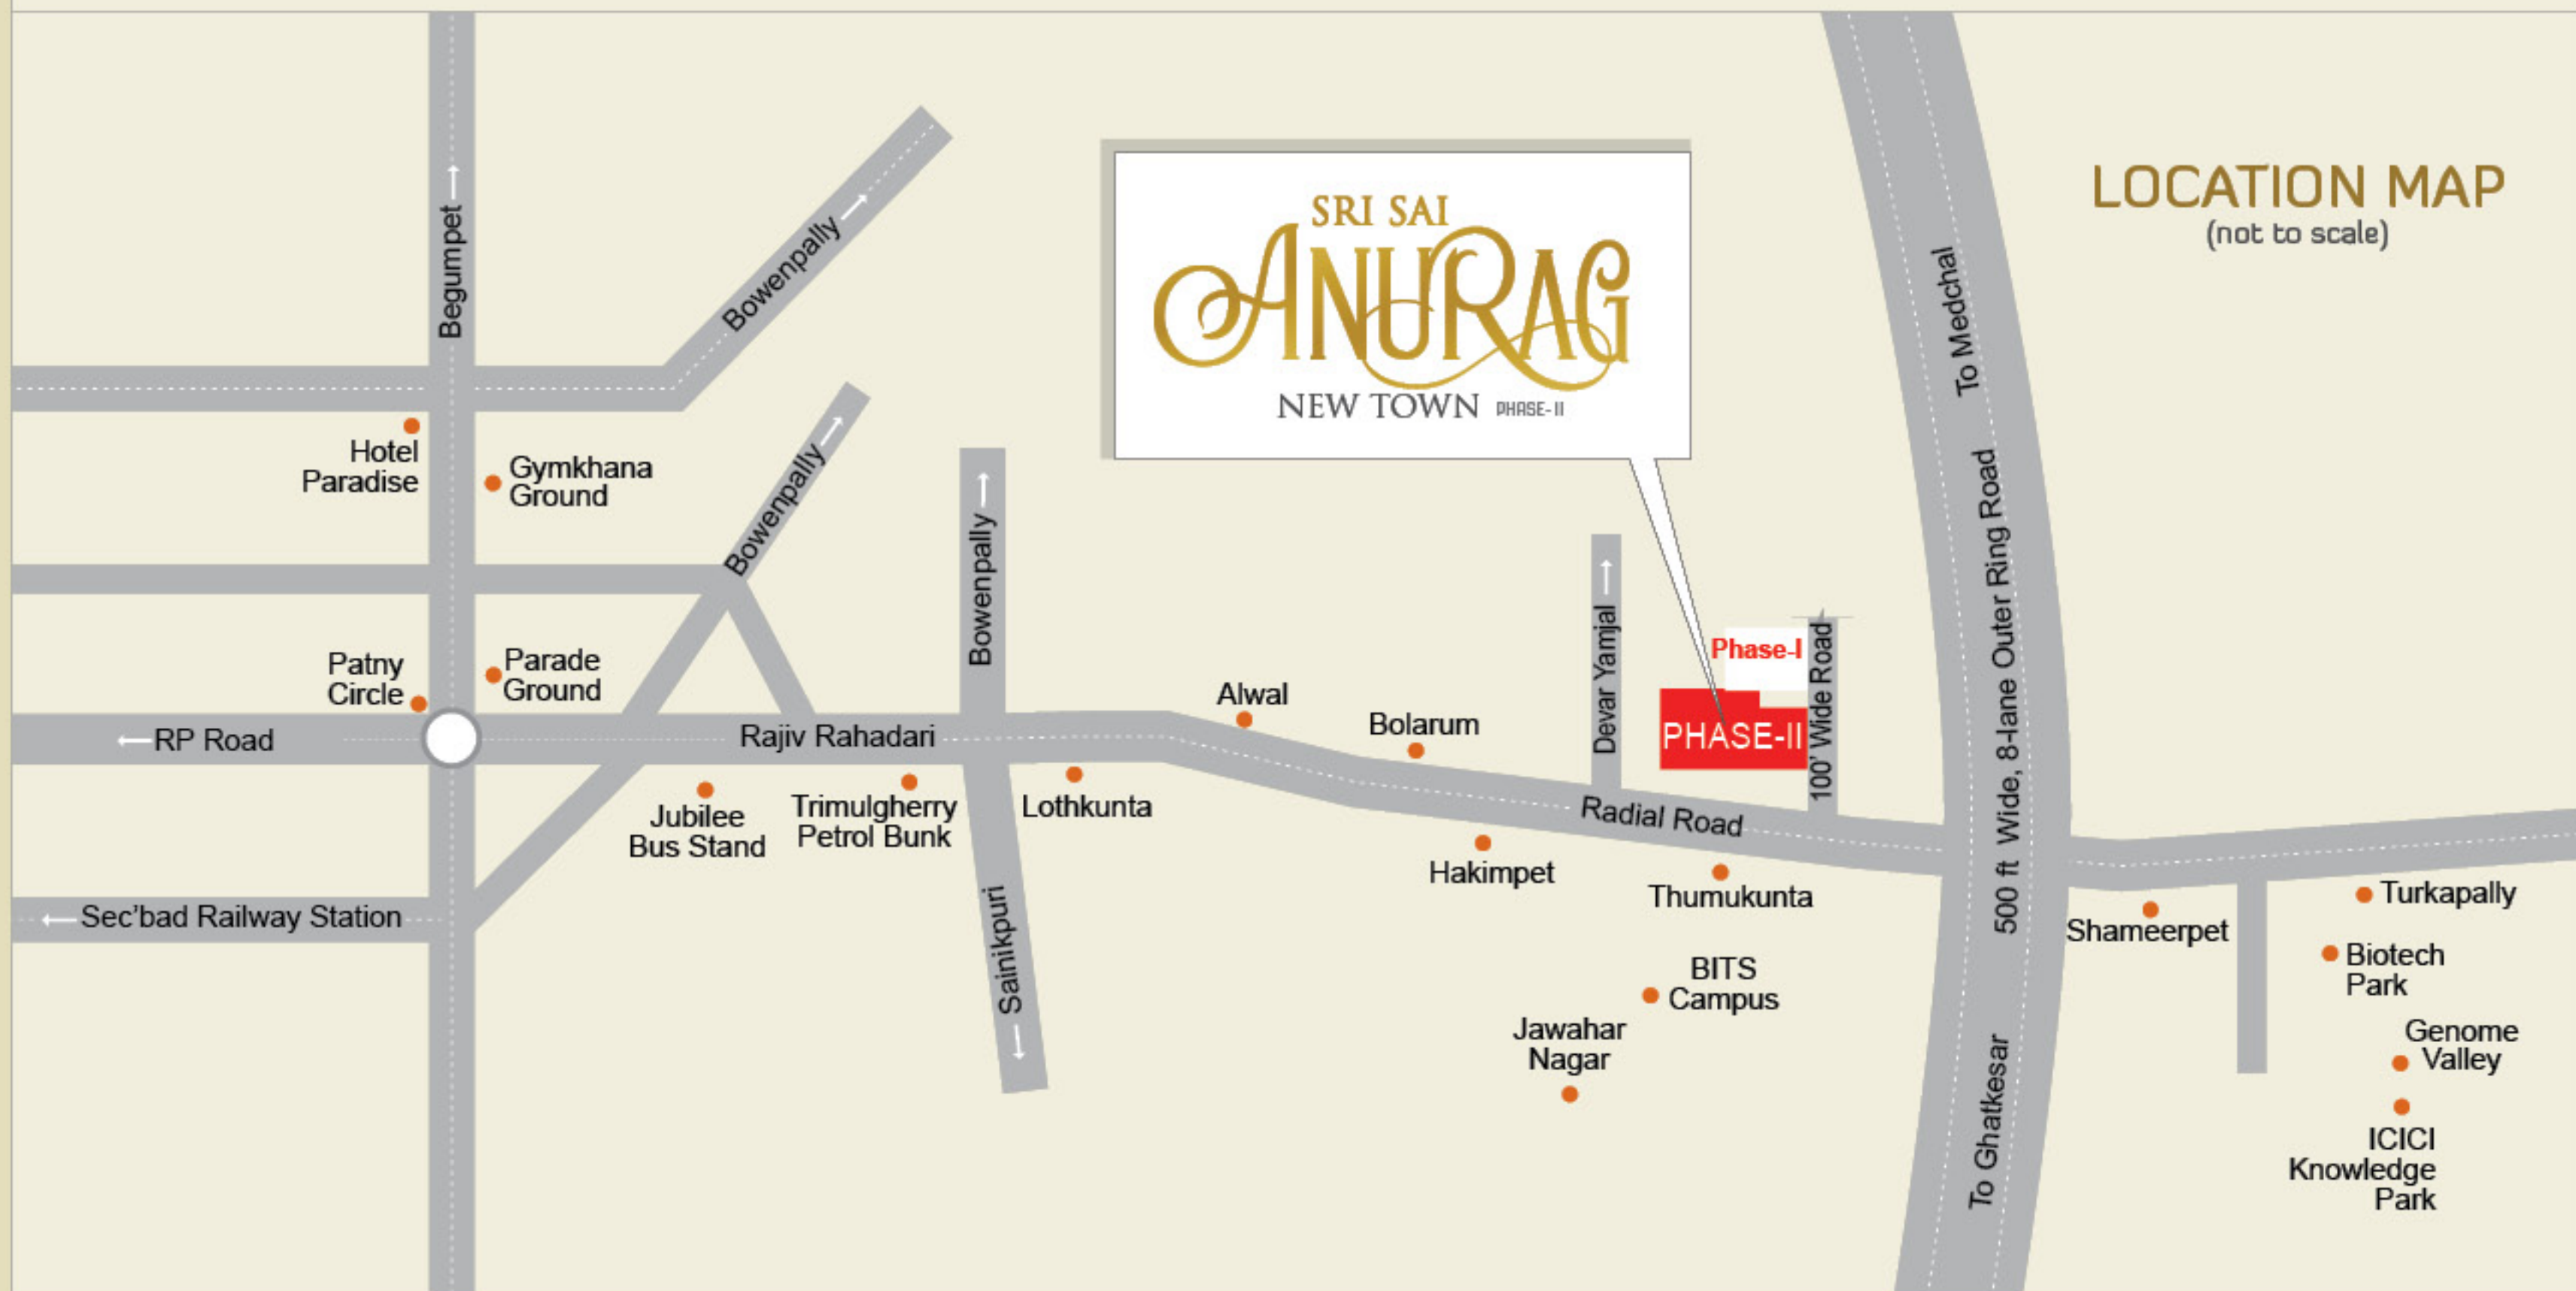 LOCATION MAP
(not to scale)
SRI SAI
ANURAG
NEW TOWN PHASE-II
Begumpet
Bowenpally
Hotel
Paradise
Gymkhana
Ground
Bowenpally
Bowenpally
Patny
Circle
Parade
Ground
RP Road
Rajiv Rahadari
Jubilee
Bus Stand
Trimulgherry
Petrol Bunk
Lothkunta
Sec'bad Railway Station
Sainikpuri
Alwal
Bolarum
Devar Yamjal
Phase-I
PHASE-II
100' Wide Road
Radial Road
Hakimpet
Thumukunta
BITS
Campus
Jawahar
Nagar
To Medchal
500 ft Wide, 8-lane Outer Ring Road
To Ghatkesar
Shameerpet
Turkapally
Biotech
Park
Genome
Valley
ICICI
Knowledge
Park